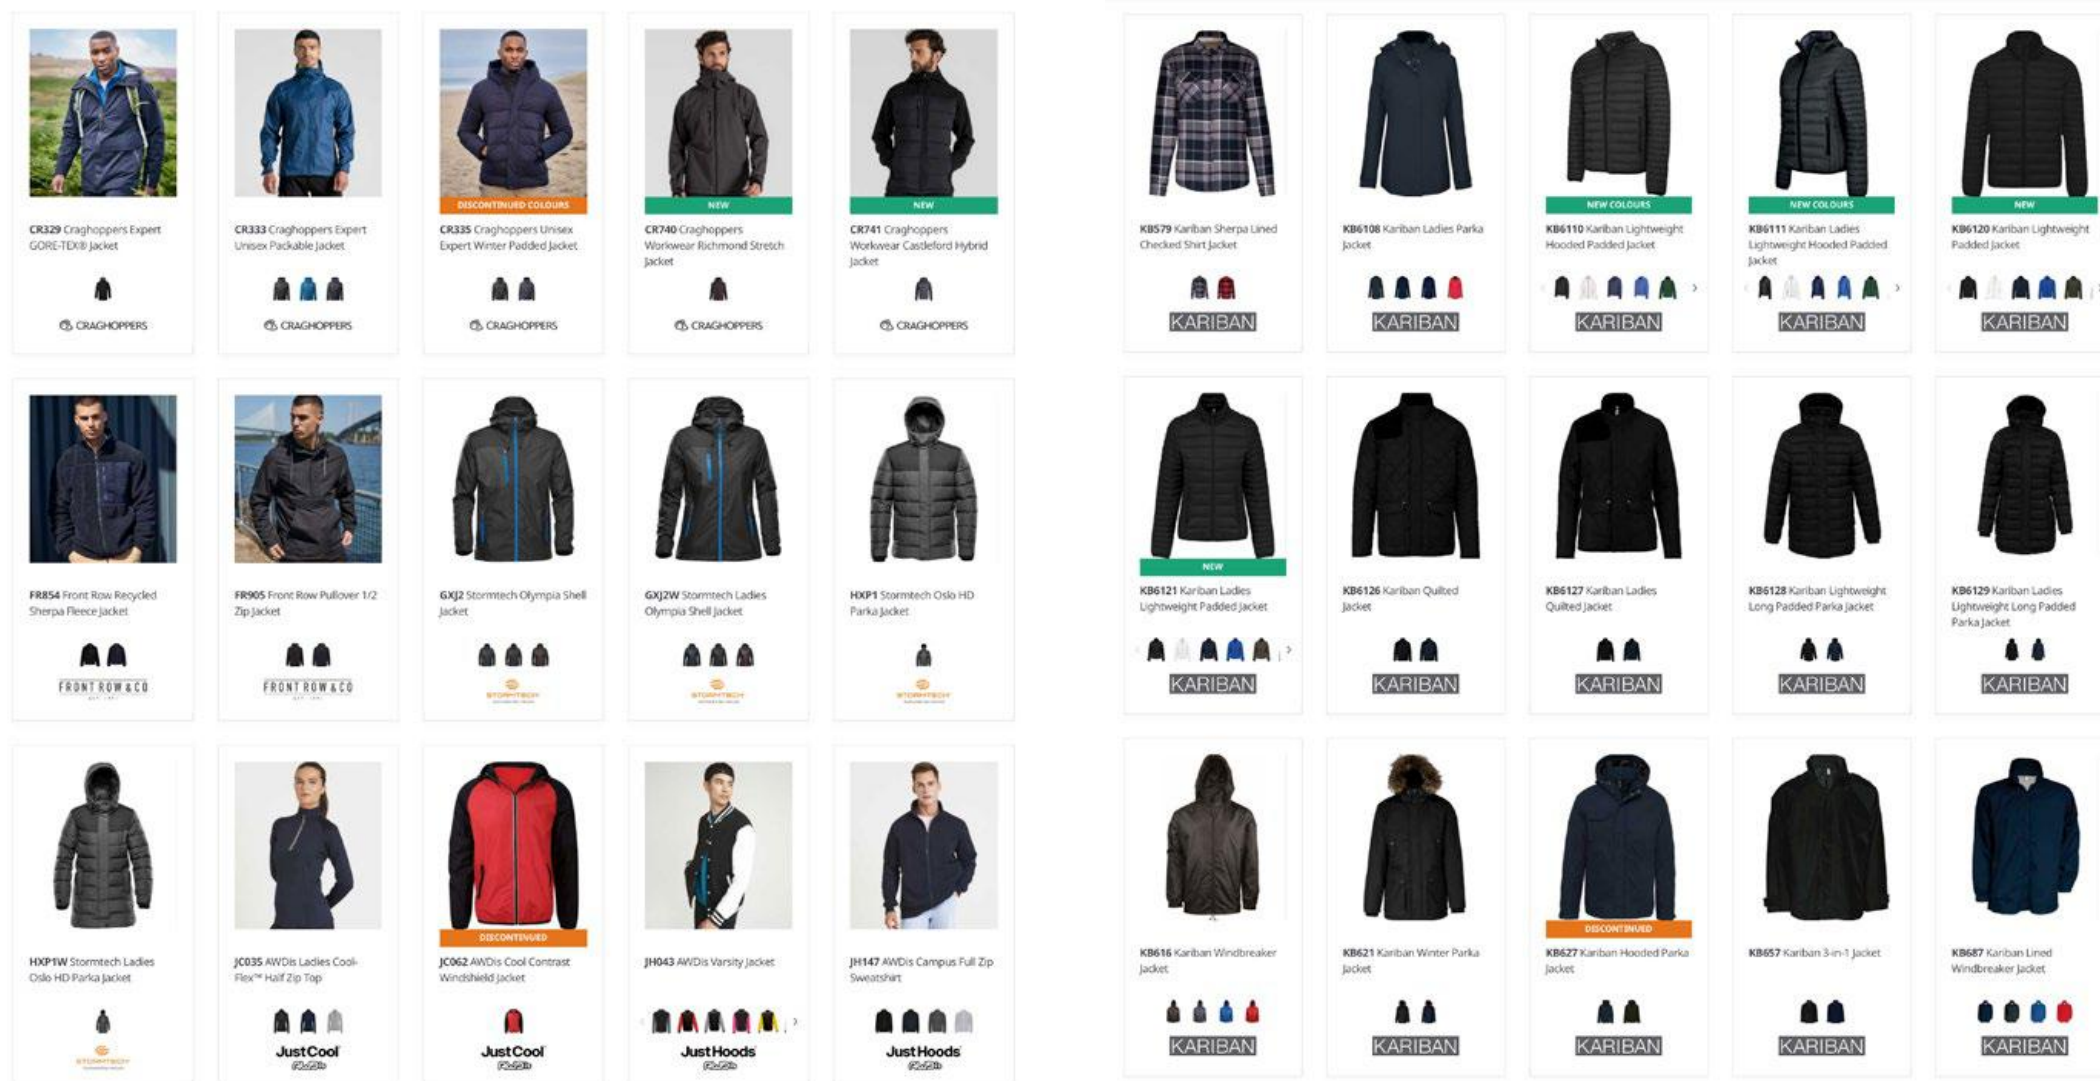 DISCONTINUED COLOURS
NEW
NEW
CR329 Craghoppers Expert
GORE-TEX® Jacket
CR333 Craghoppers Expert
Unisex Packable Jacket
CR335 Craghoppers Unisex
Expert Winter Padded Jacket
CR740 Craghoppers
Workwear Richmond Stretch
Jacket
CR741 Craghoppers
Workwear Castleford Hybrid
Jacket
CRAGHOPPERS
CRAGHOPPERS
CRAGHOPPERS
CRAGHOPPERS
CRAGHOPPERS
FR854 Front Row Recycled
Sherpa Fleece Jacket
FR905 Front Row Pullover 1/2
Zip Jacket
GXJ2 Stormtech Olympia Shell
Jacket
GXJ2W Stormtech Ladies
Olympia Shell Jacket
HXP1 Stormtech Oslo HD
Parka Jacket
FRONT ROW & CO
FRONT ROW & CO
STORMTECH
STORMTECH
STORMTECH
DISCONTINUED
HXP1W Stormtech Ladies
Oslo HD Parka Jacket
JC035 AWDis Ladies Cool-
Flex™ Half Zip Top
JC062 AWDis Cool Contrast
Windshield Jacket
JH043 AWDis Varsity Jacket
JH147 AWDis Campus Full Zip
Sweatshirt
STORMTECH
JustCool
AWDis
JustCool
AWDis
JustHoods
AWDis
JustHoods
AWDis
NEW COLOURS
NEW COLOURS
NEW
KB579 Kariban Sherpa Lined
Checked Shirt Jacket
KB6108 Kariban Ladies Parka
Jacket
KB6110 Kariban Lightweight
Hooded Padded Jacket
KB6111 Kariban Ladies
Lightweight Hooded Padded
Jacket
KB6120 Kariban Lightweight
Padded Jacket
KARIBAN
KARIBAN
KARIBAN
KARIBAN
KARIBAN
NEW
KB6121 Kariban Ladies
Lightweight Padded Jacket
KB6126 Kariban Quilted
Jacket
KB6127 Kariban Ladies
Quilted Jacket
KB6128 Kariban Lightweight
Long Padded Parka Jacket
KB6129 Kariban Ladies
Lightweight Long Padded
Parka Jacket
KARIBAN
KARIBAN
KARIBAN
KARIBAN
KARIBAN
DISCONTINUED
KB616 Kariban Windbreaker
Jacket
KB621 Kariban Winter Parka
Jacket
KB627 Kariban Hooded Parka
Jacket
KB657 Kariban 3-in-1 Jacket
KB687 Kariban Lined
Windbreaker Jacket
KARIBAN
KARIBAN
KARIBAN
KARIBAN
KARIBAN